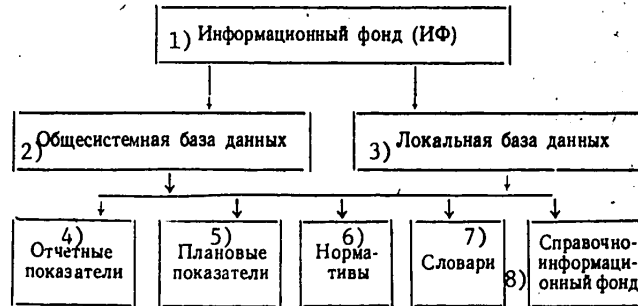 1) Информационный фонд (ИФ)
2) Общесистемная база данных
3) Локальная база данных
4)
Отчетные
показатели
5)
Плановые
показатели
6)
Норма-
тивы
7)
Словари
8) Справочно-
информаци-
онный фонд